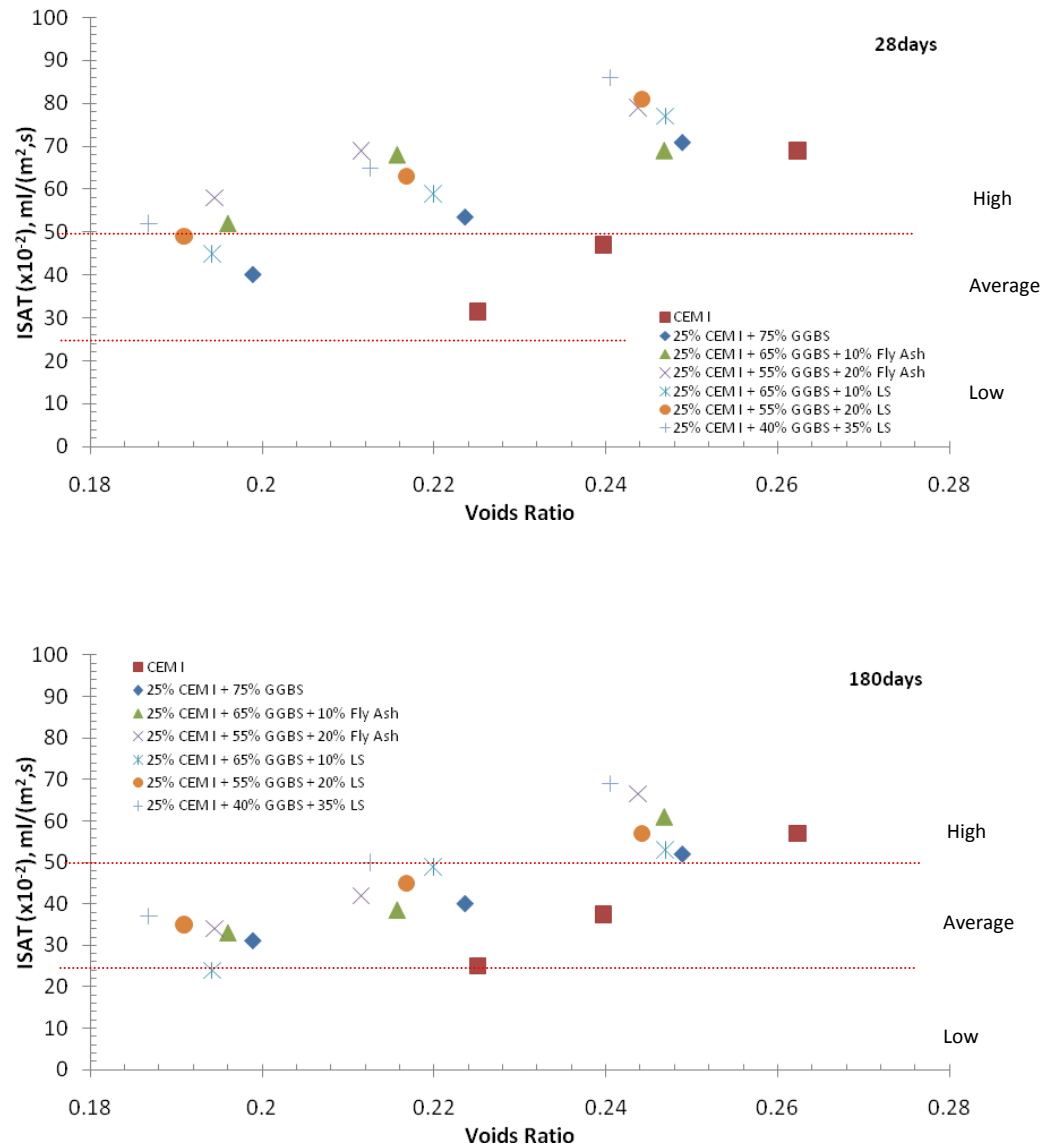 100
90
80
70
60
50
40
30
20
10
0
ISAT (x10⁻²), ml/(m²,s)
28days
High
Average
Low
CEM I
25% CEM I + 75% GGBS
25% CEM I + 65% GGBS + 10% Fly Ash
25% CEM I + 55% GGBS + 20% Fly Ash
25% CEM I + 65% GGBS + 10% LS
25% CEM I + 55% GGBS + 20% LS
25% CEM I + 40% GGBS + 35% LS
0.18 0.2 0.22 0.24 0.26 0.28
Voids Ratio
100
90
80
70
60
50
40
30
20
10
0
ISAT (x10⁻²), ml/(m²,s)
CEM I
25% CEM I + 75% GGBS
25% CEM I + 65% GGBS + 10% Fly Ash
25% CEM I + 55% GGBS + 20% Fly Ash
25% CEM I + 65% GGBS + 10% LS
25% CEM I + 55% GGBS + 20% LS
25% CEM I + 40% GGBS + 35% LS
180days
High
Average
Low
0.18 0.2 0.22 0.24 0.26 0.28
Voids Ratio